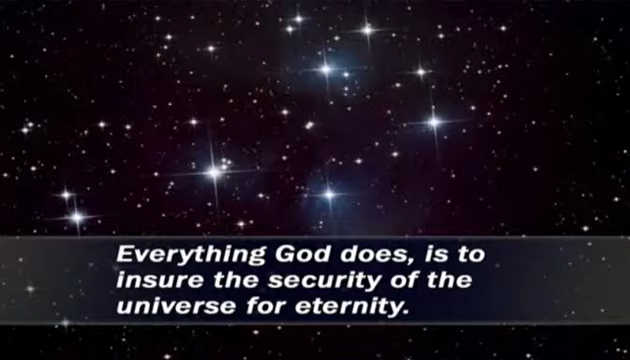 Everything God does, is to
insure the security of the
universe for eternity.